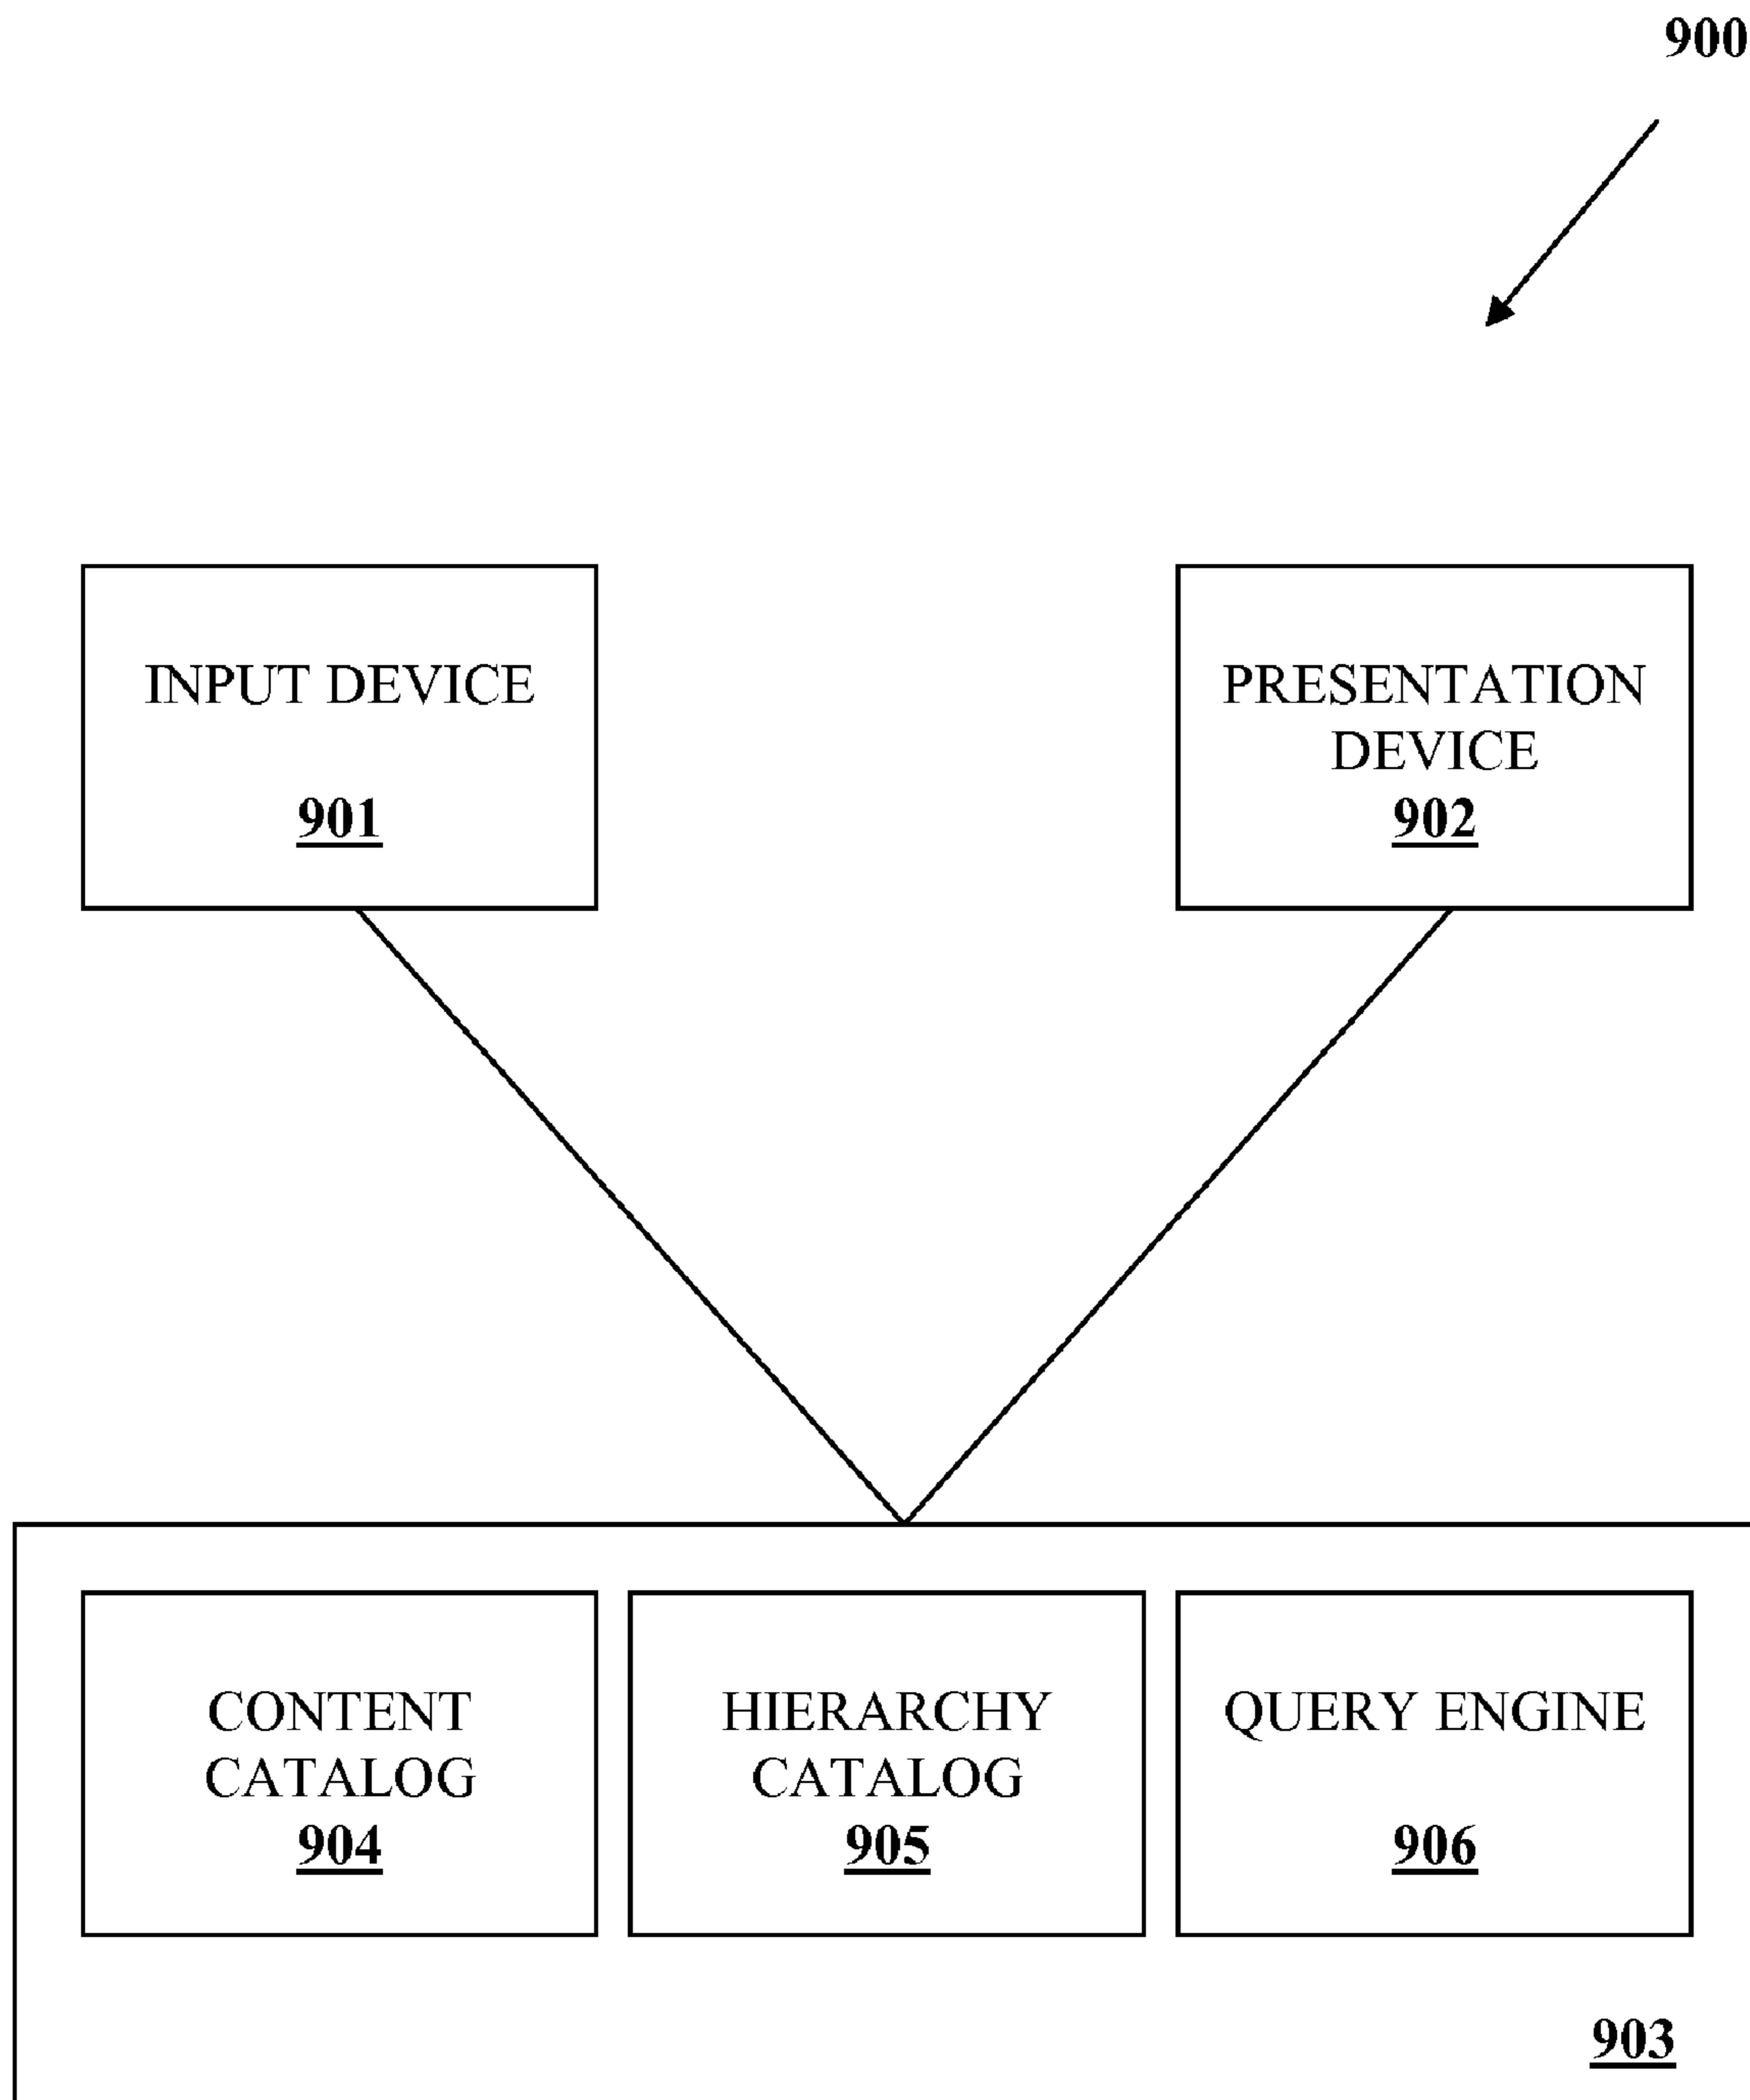 900
INPUT DEVICE
901
PRESENTATION
DEVICE
902
CONTENT
CATALOG
904
HIERARCHY
CATALOG
905
QUERY ENGINE
906
903